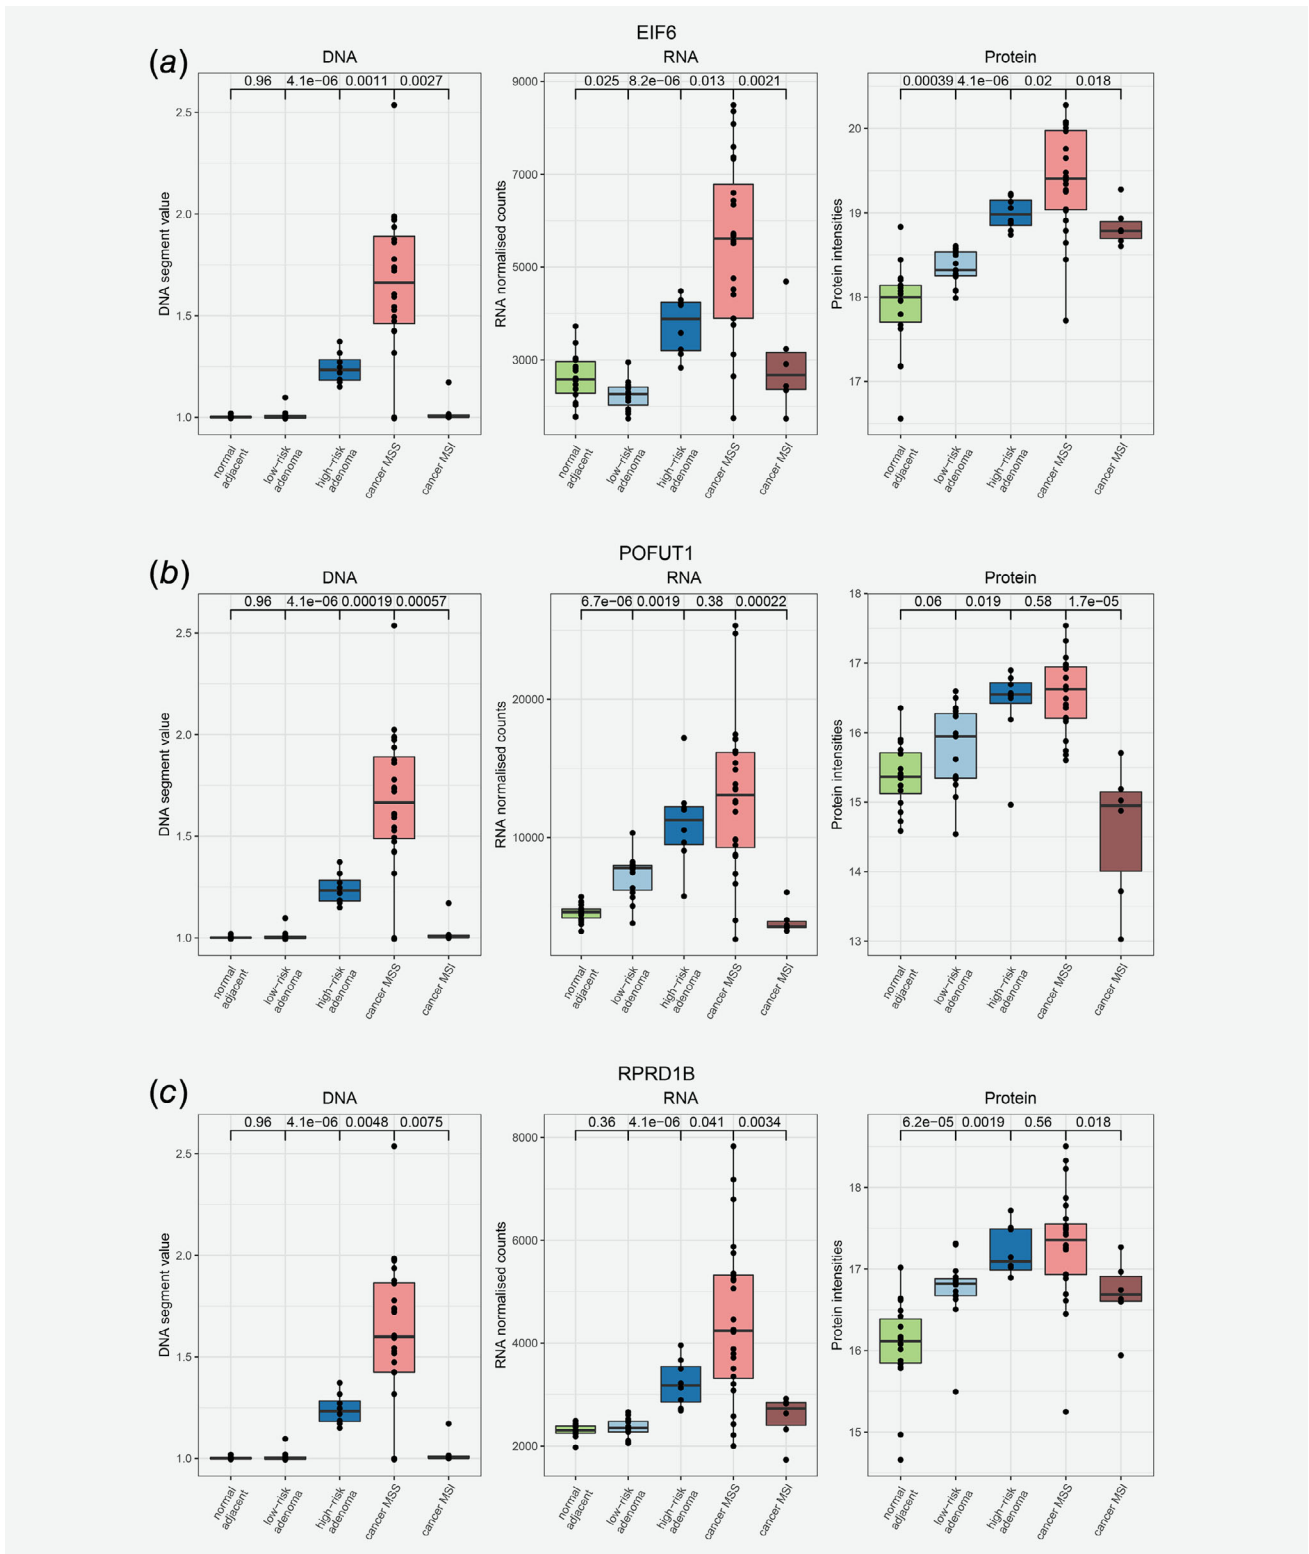 EIF6
(a)
DNA
RNA
Protein
0.96 4.1e−06 0.0011 0.0027
0.025 8.2e−06 0.013 0.0021
0.00039 4.1e−06 0.02 0.018
DNA segment value
2.5
2.0
1.5
1.0
RNA normalised counts
9000
7000
5000
3000
Protein intensities
20
19
18
17
normal adjacent
low−risk adenoma
high−risk adenoma
cancer MSS
cancer MSI
normal adjacent
low−risk adenoma
high−risk adenoma
cancer MSS
cancer MSI
normal adjacent
low−risk adenoma
high−risk adenoma
cancer MSS
cancer MSI
POFUT1
(b)
DNA
RNA
Protein
0.96 4.1e−06 0.00019 0.00057
6.7e−06 0.0019 0.38 0.00022
0.06 0.019 0.58 1.7e−05
DNA segment value
2.5
2.0
1.5
1.0
RNA normalised counts
20000
10000
Protein intensities
18
17
16
15
14
13
normal adjacent
low−risk adenoma
high−risk adenoma
cancer MSS
cancer MSI
normal adjacent
low−risk adenoma
high−risk adenoma
cancer MSS
cancer MSI
normal adjacent
low−risk adenoma
high−risk adenoma
cancer MSS
cancer MSI
RPRD1B
(c)
DNA
RNA
Protein
0.96 4.1e−06 0.0048 0.0075
0.36 4.1e−06 0.041 0.0034
6.2e−05 0.0019 0.56 0.018
DNA segment value
2.5
2.0
1.5
1.0
RNA normalised counts
8000
6000
4000
2000
Protein intensities
18
17
16
15
normal adjacent
low−risk adenoma
high−risk adenoma
cancer MSS
cancer MSI
normal adjacent
low−risk adenoma
high−risk adenoma
cancer MSS
cancer MSI
normal adjacent
low−risk adenoma
high−risk adenoma
cancer MSS
cancer MSI